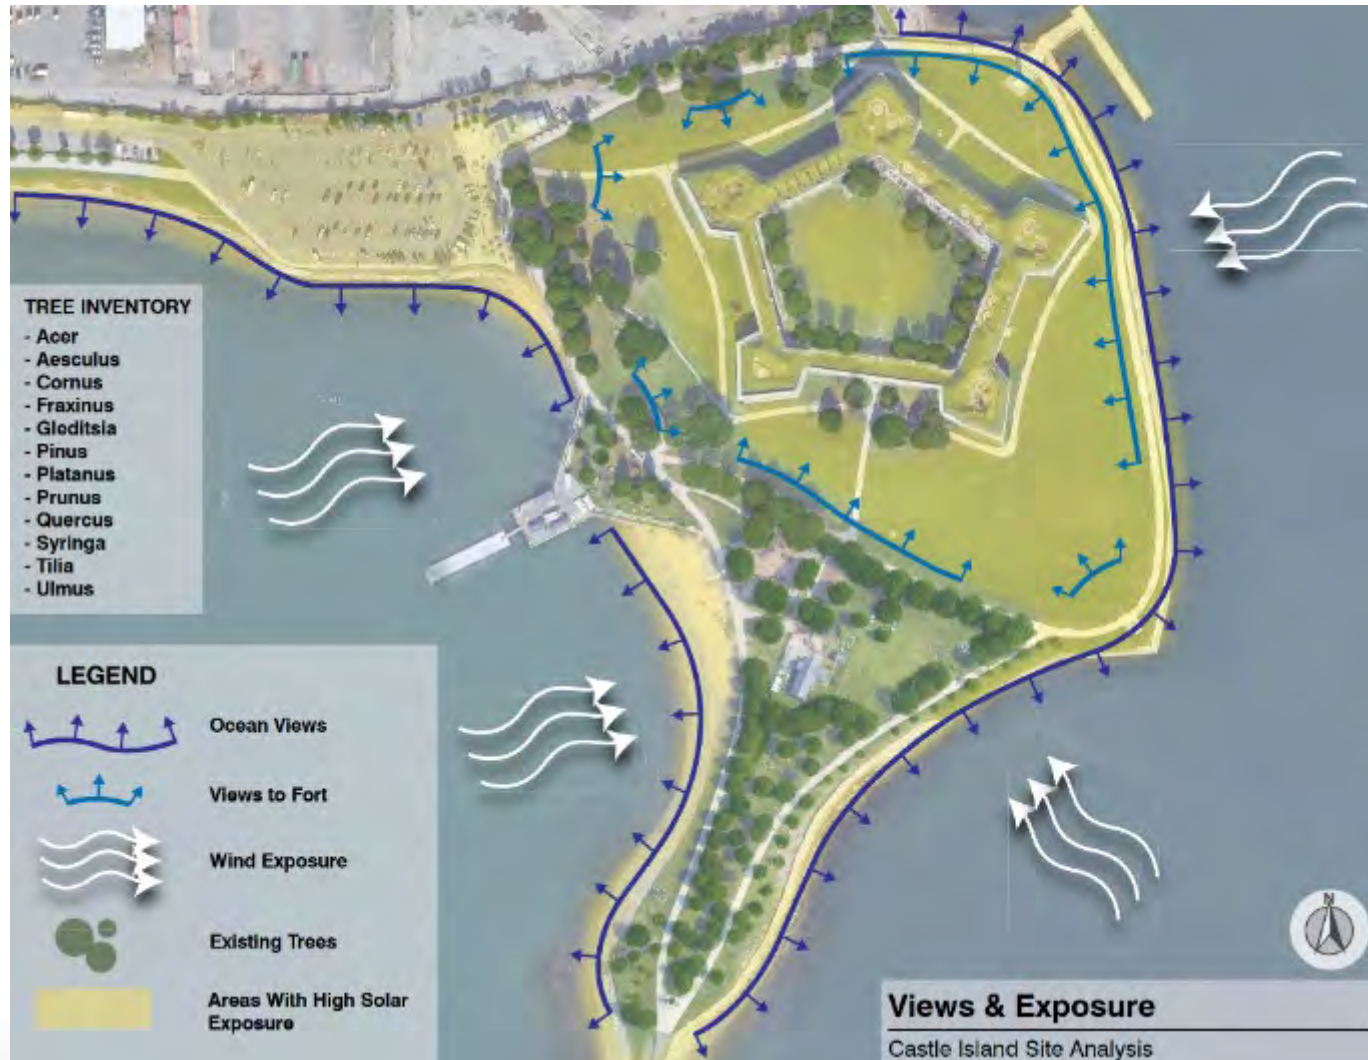 TREE INVENTORY
- Acer
- Aesculus
- Cornus
- Fraxinus
- Gleditsia
- Pinus
- Platanus
- Prunus
- Quercus
- Syringa
- Tilia
- Ulmus
LEGEND
Ocean Views
Views to Fort
Wind Exposure
Existing Trees
Areas With High Solar
Exposure
N
Views & Exposure
Castle Island Site Analysis